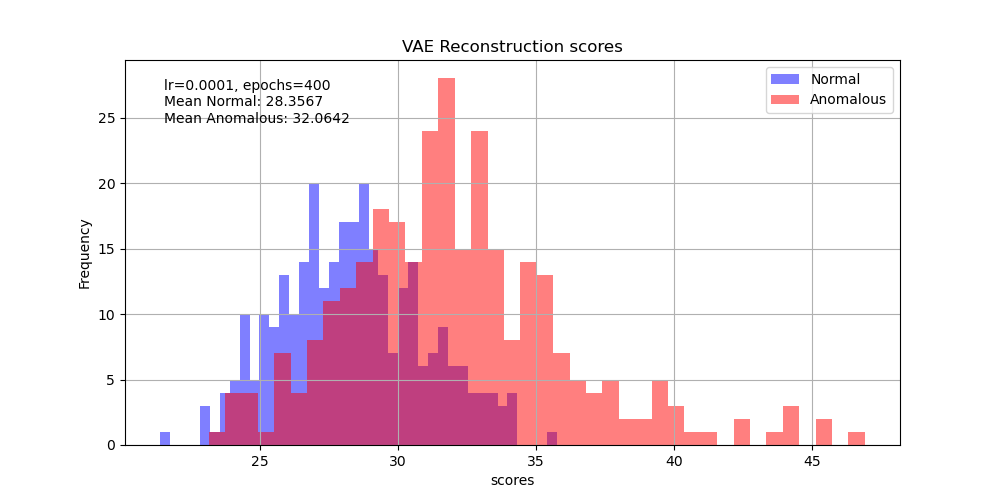 VAE Reconstruction scores
lr=0.0001, epochs=400
Mean Normal: 28.3567
Mean Anomalous: 32.0642
Normal
Anomalous
Frequency
25
20
15
10
5
0
25 30 35 40 45
scores